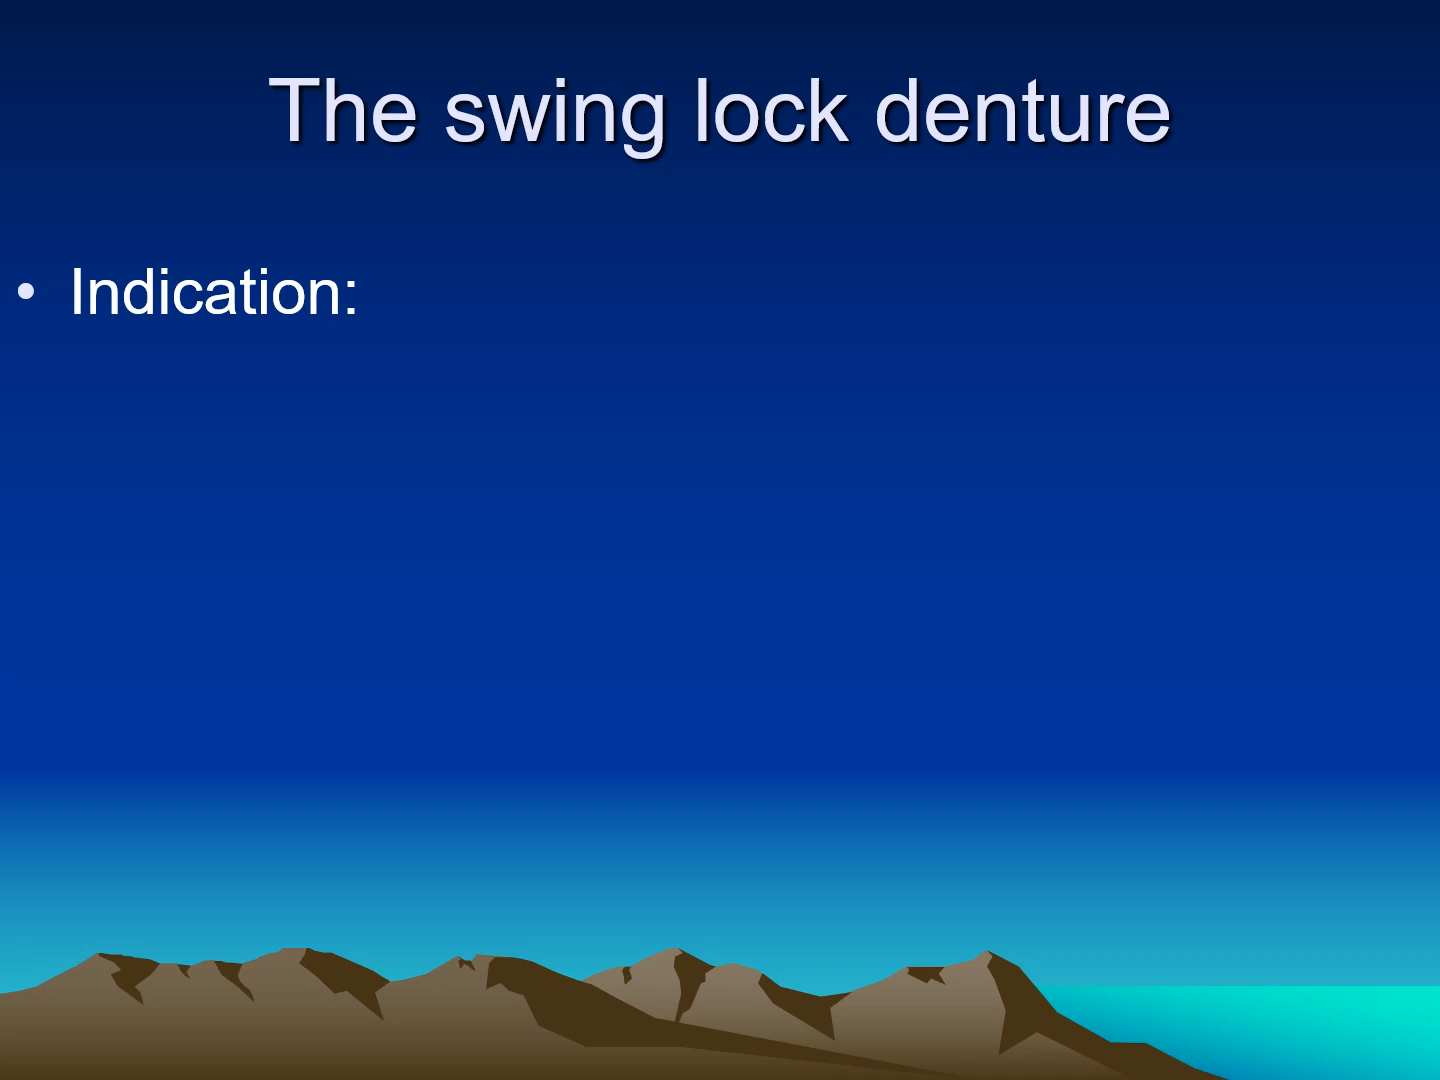 The swing lock denture
• Indication: